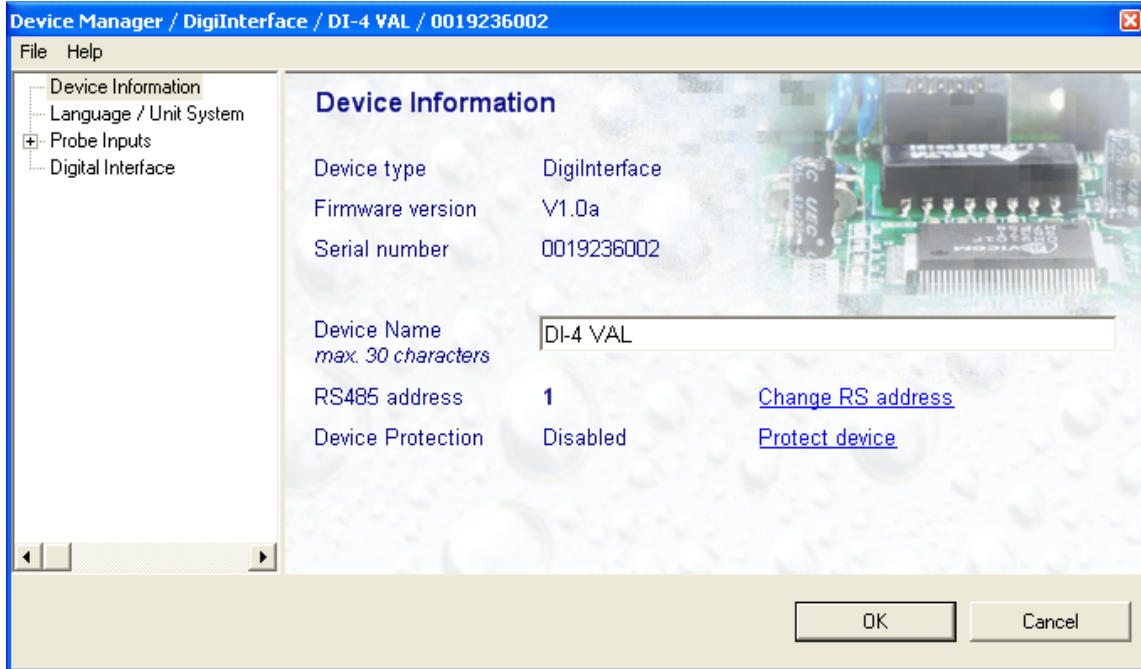 Device Manager / DigiInterface / DI-4 VAL / 0019236002
File Help
Device Information
Language / Unit System
Probe Inputs
Digital Interface
Device Information
Device type DigiInterface
Firmware version V1.0a
Serial number 0019236002
Device Name DI-4 VAL
max. 30 characters
RS485 address 1 Change RS address
Device Protection Disabled Protect device
OK Cancel